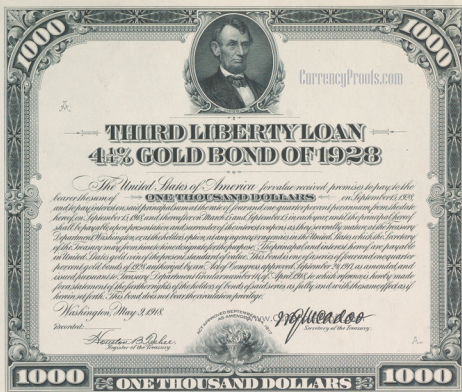 1000
1000
CurrencyProofs.com
THIRD LIBERTY LOAN
4¼% GOLD BOND OF 1928
The United States of America for value received promises to pay to the
bearer the sum of ONE THOUSAND DOLLARS on September 15, 1928,
and to pay interest on said sum at the rate of four and one quarter per cent per annum from the date
hereof, on September 15, 1918, and thereafter on March 15 and September 15 in each year, until the principal hereof
shall be payable, upon presentation and surrender of the interest coupons as they severally mature, at the Treasury
Department, Washington, or, at the holder's option, at any agency or agencies in the United States which the Secretary
of the Treasury may from time to time designate for the purpose. The principal and interest hereof are payable
in United States gold coin of the present standard of value. This bond is one of a series of four and one quarter
per cent gold bonds of 1928 authorized by an Act of Congress approved September 24, 1917, as amended, and
issued pursuant to Treasury Department Circular of April, 1918, to which reference is hereby made
for a statement of the further rights of the holders of bonds of said series as fully and with the same effect as if
herein set forth. This bond does not bear the circulation privilege.
Washington, May 9, 1918.
Recorded:
Houston B. Teehee
Register of the Treasury.
W G McAdoo
Secretary of the Treasury.
1000
ONE THOUSAND DOLLARS
1000